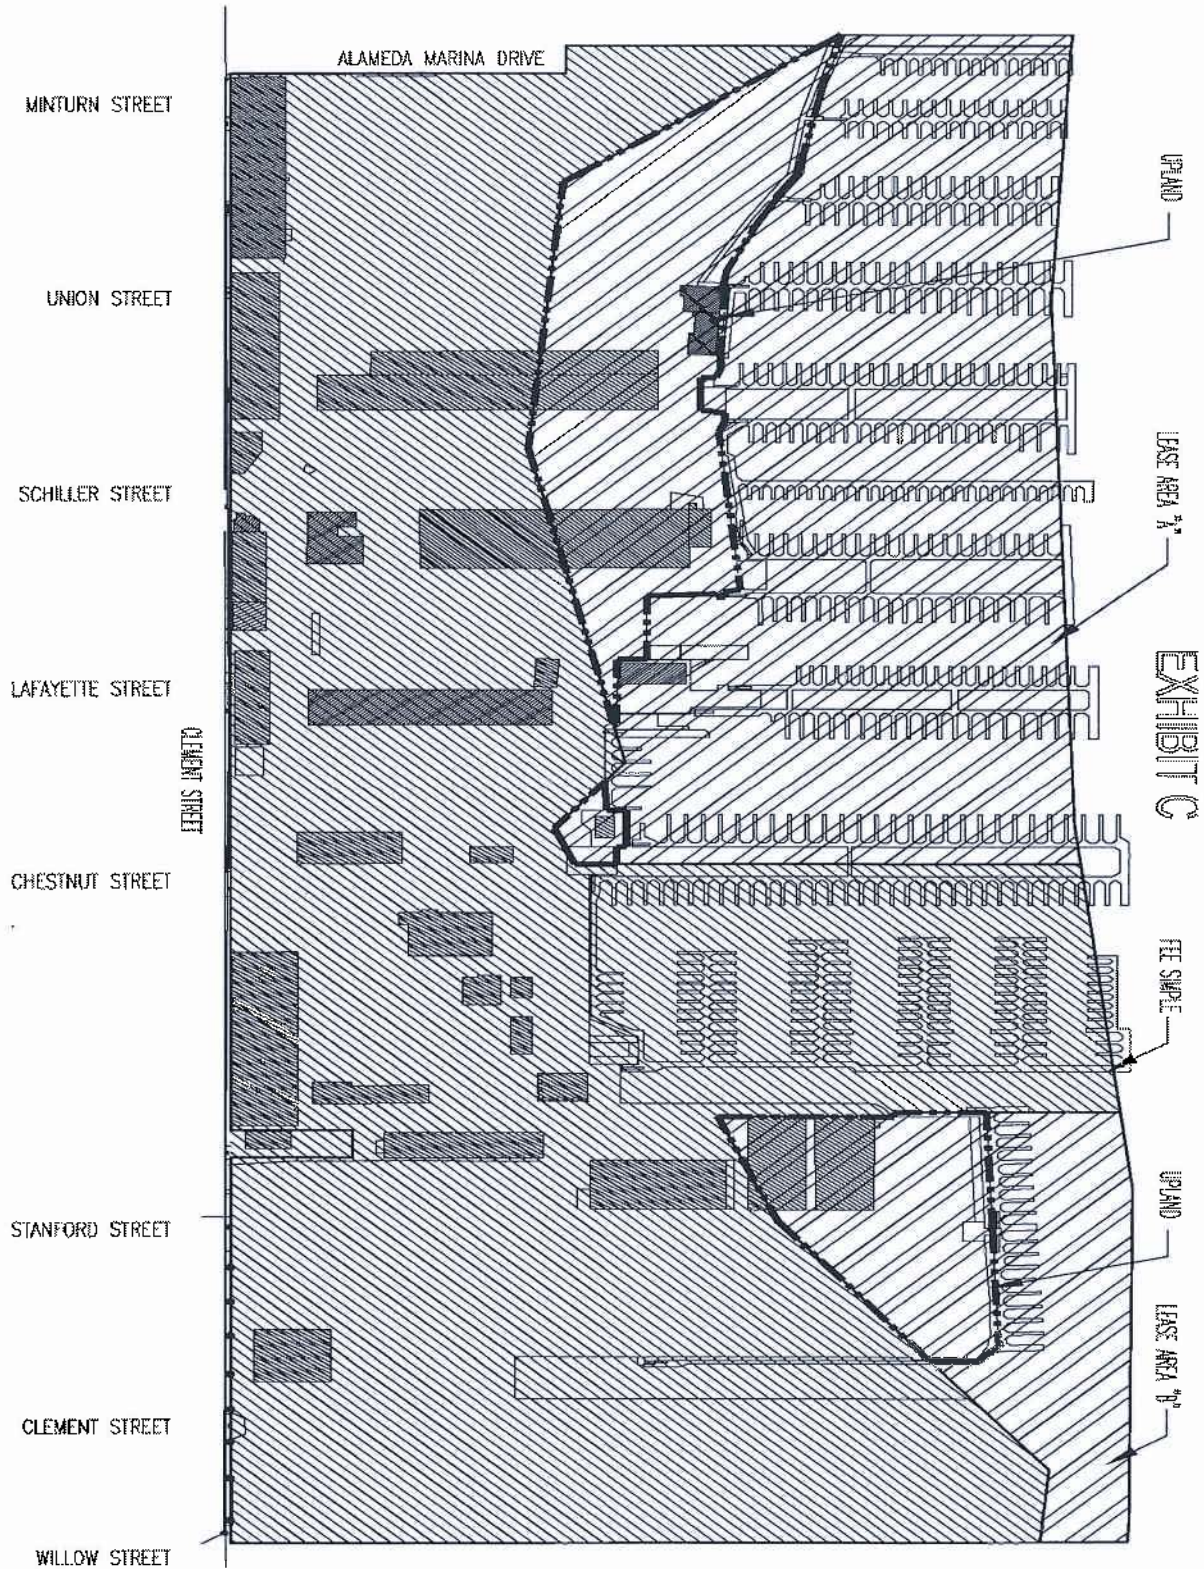 ALAMEDA MARINA DRIVE
MINTURN STREET
UNION STREET
SCHILLER STREET
LAFAYETTE STREET
CLEMENT STREET
CHESTNUT STREET
STANFORD STREET
CLEMENT STREET
WILLOW STREET
UPLAND
LEASE AREA "A"
EXHIBIT C
FEE SIMPLE
UPLAND
LEASE AREA "B"